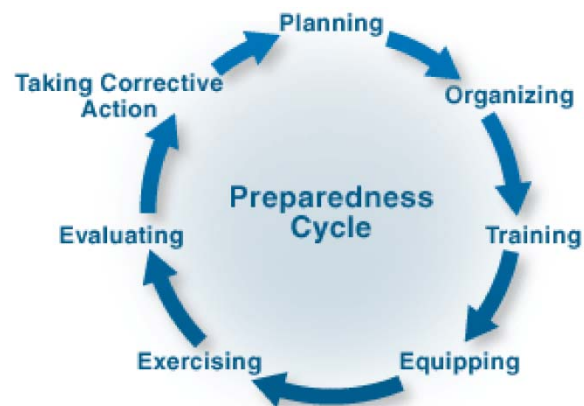 Planning
Organizing
Training
Equipping
Exercising
Evaluating
Taking Corrective
Action
Preparedness
Cycle